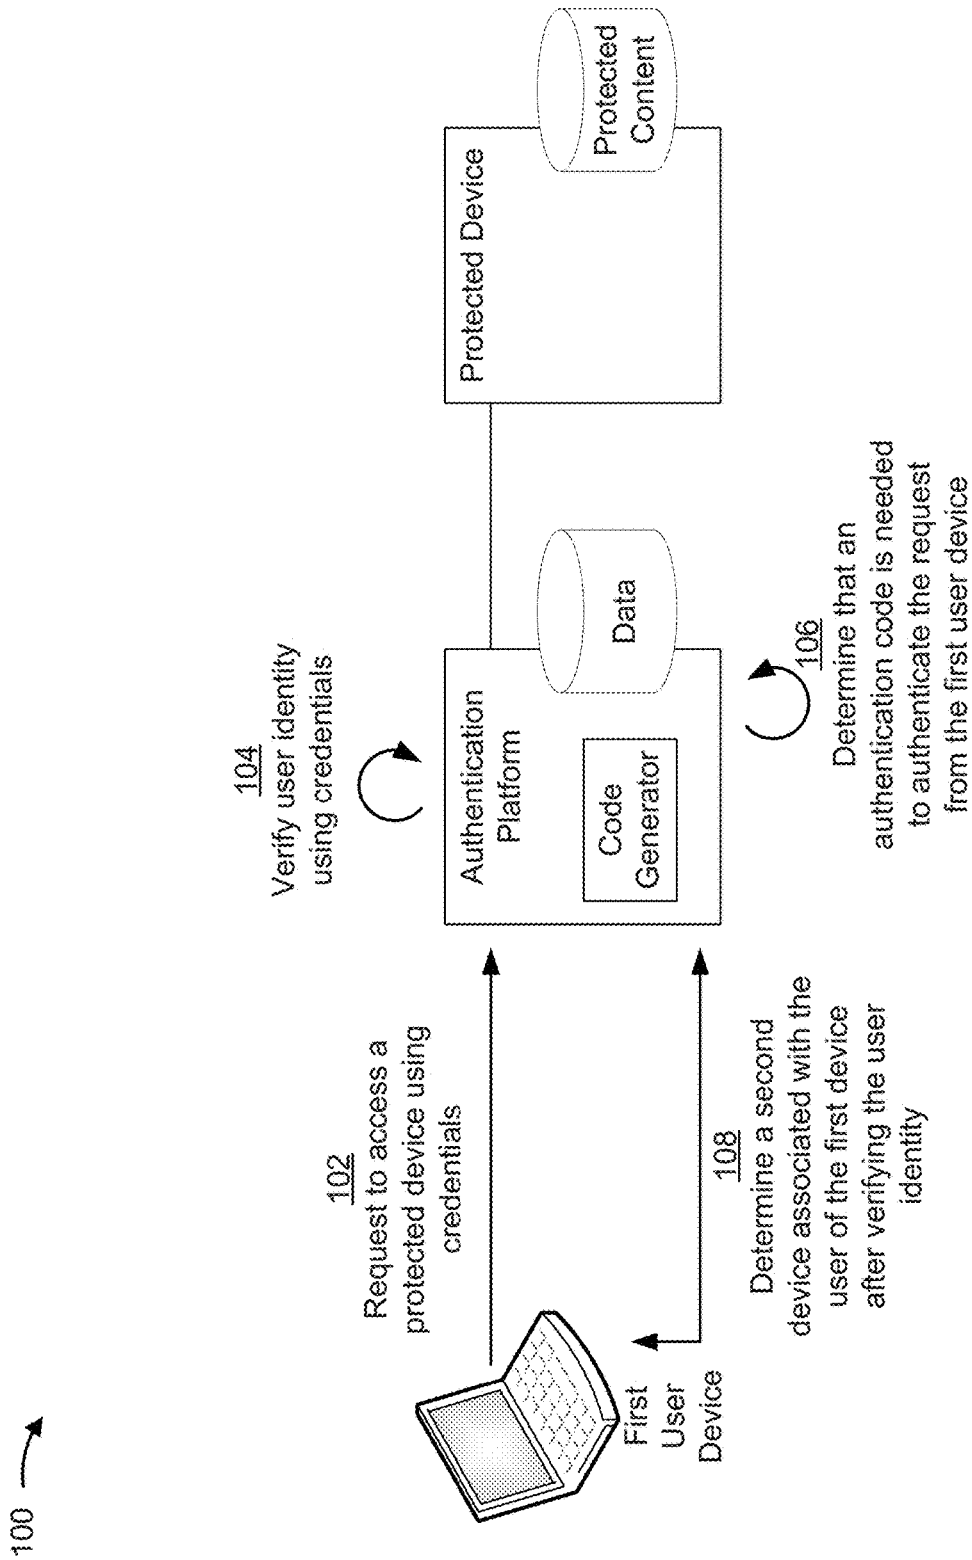 100
102
Request to access a
protected device using
credentials
104
Verify user identity
using credentials
Authentication
Platform
Code
Generator
Data
Protected Device
Protected
Content
First
User
Device
108
Determine a second
device associated with the
user of the first device
after verifying the user
identity
106
Determine that an
authentication code is needed
to authenticate the request
from the first user device